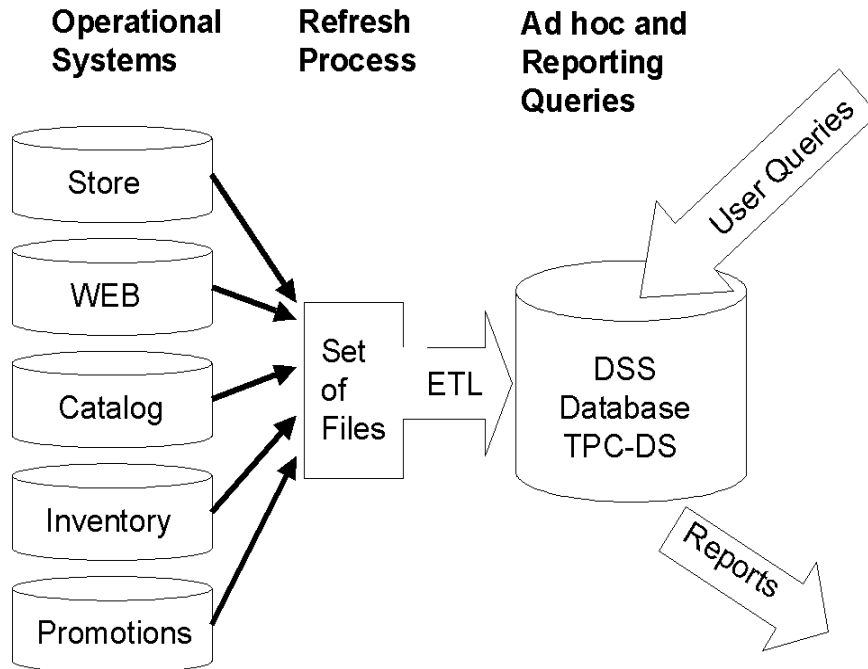 Operational
Systems
Refresh
Process
Ad hoc and
Reporting
Queries
Store
WEB
Catalog
Inventory
Promotions
Set
of
Files
ETL
DSS
Database
TPC-DS
User Queries
Reports